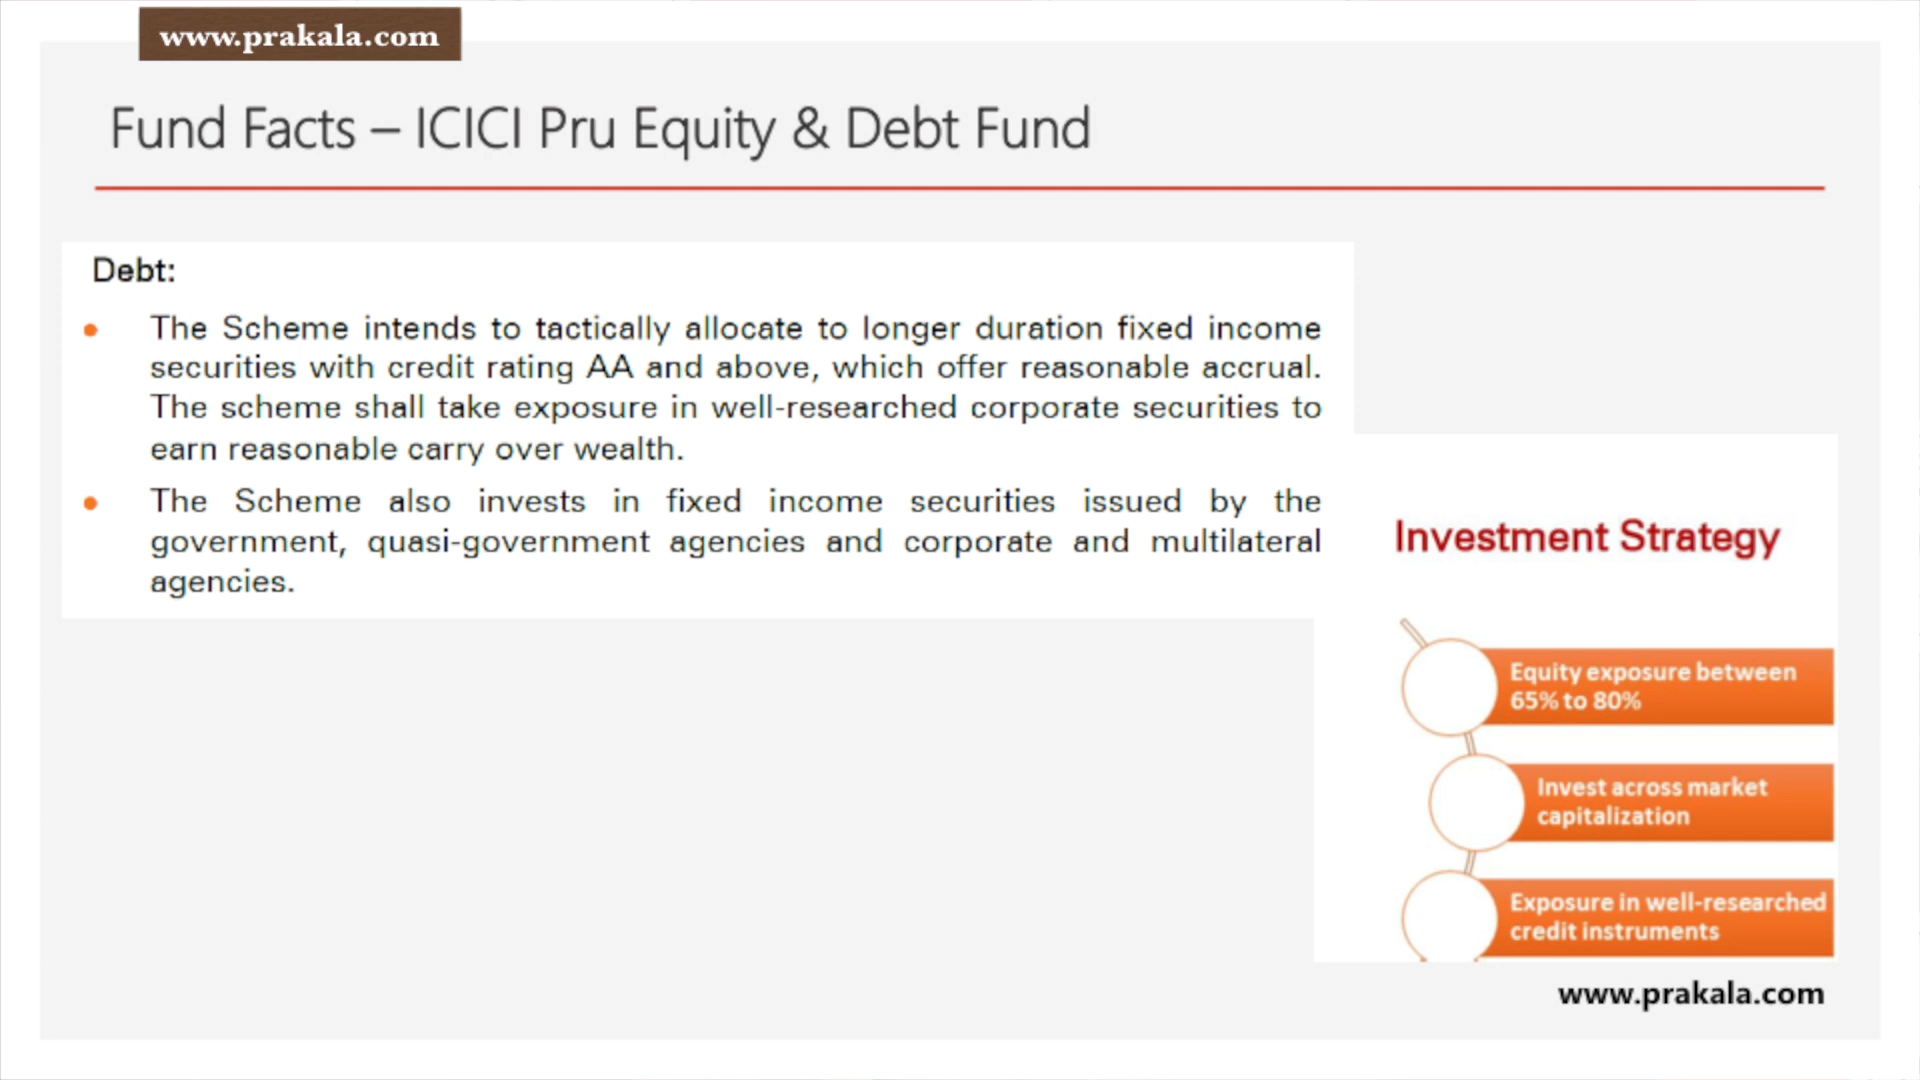 www.prakala.com
Fund Facts – ICICI Pru Equity & Debt Fund
Debt:
• The Scheme intends to tactically allocate to longer duration fixed income
securities with credit rating AA and above, which offer reasonable accrual.
The scheme shall take exposure in well-researched corporate securities to
earn reasonable carry over wealth.
• The Scheme also invests in fixed income securities issued by the
government, quasi-government agencies and corporate and multilateral
agencies.
Investment Strategy
Equity exposure between
65% to 80%
Invest across market
capitalization
Exposure in well-researched
credit instruments
www.prakala.com